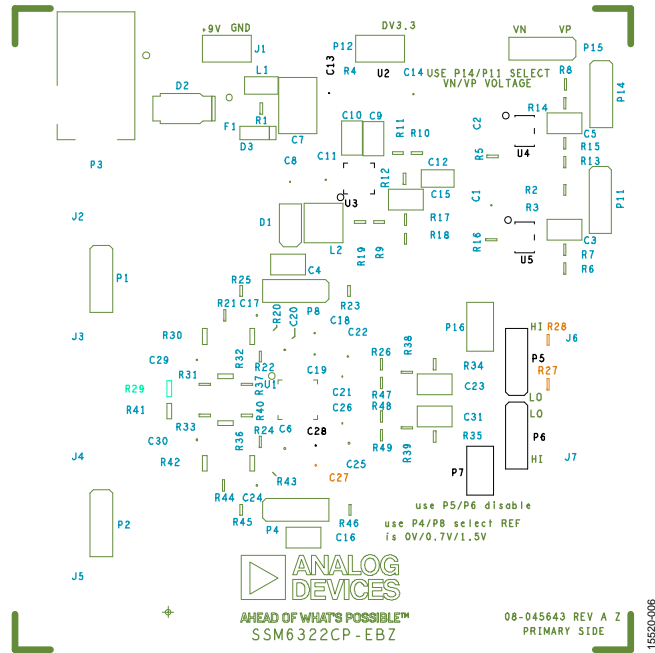 +9V GND
J1
DV3.3
P12
VN VP
P15
C13
R4
U2
C14
USE P14/P11 SELECT
VN/VP VOLTAGE
R8
P14
L1
D2
F1
R1
D3
C7
C10 C9
R11
R10
C2
R14
C5
R15
R13
U4
R5
P3
C8
C11
R12
C12
C15
C1
R2
R3
P11
U3
J2
D1
L2
R17
R18
R19
R9
R16
U5
C3
R7
R6
C4
P1
R25
R21 C17
P8
R20
C20
C18
R23
C22
P16
HI R28
J6
J3
R30
R32
R38
P5
R27
C29
R31
R22
C19
R26
R34
R29
R37
U1
C21
R47
C23
LO
R41
R40
C26
R48
LO
R33
R24
C6
C28
R49
C31
P6
C30
R36
R39
R35
J4
R42
C25
C27
P7
HI
J7
R43
R44
C24
use P5/P6 disable
P2
R45
P4
R46
use P4/P8 select REF
is 0V/0.7V/1.5V
C16
J5
ANALOG
DEVICES
AHEAD OF WHAT'S POSSIBLE™
SSM6322CP-EBZ
08-045643 REV A Z
PRIMARY SIDE
15520-006